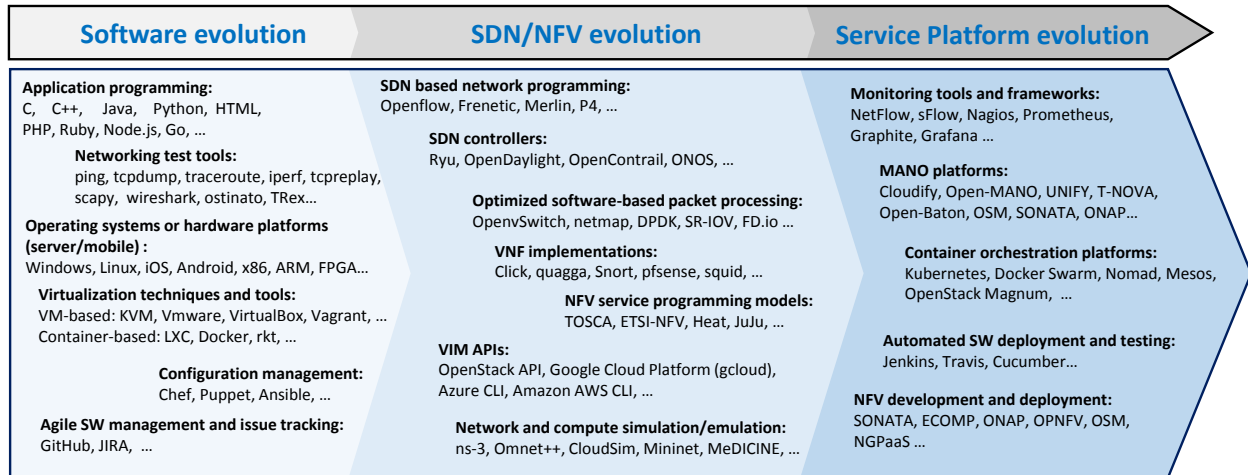 Software evolution
SDN/NFV evolution
Service Platform evolution
Application programming:
C, C++, Java, Python, HTML,
PHP, Ruby, Node.js, Go, …
Networking test tools:
ping, tcpdump, traceroute, iperf, tcpreplay,
scapy, wireshark, ostinato, TRex…
Operating systems or hardware platforms
(server/mobile) :
Windows, Linux, iOS, Android, x86, ARM, FPGA…
Virtualization techniques and tools:
VM-based: KVM, Vmware, VirtualBox, Vagrant, …
Container-based: LXC, Docker, rkt, …
Configuration management:
Chef, Puppet, Ansible, …
Agile SW management and issue tracking:
GitHub, JIRA, …
SDN based network programming:
Openflow, Frenetic, Merlin, P4, …
SDN controllers:
Ryu, OpenDaylight, OpenContrail, ONOS, …
Optimized software-based packet processing:
OpenvSwitch, netmap, DPDK, SR-IOV, FD.io …
VNF implementations:
Click, quagga, Snort, pfsense, squid, …
NFV service programming models:
TOSCA, ETSI-NFV, Heat, JuJu, …
VIM APIs:
OpenStack API, Google Cloud Platform (gcloud),
Azure CLI, Amazon AWS CLI, …
Network and compute simulation/emulation:
ns-3, Omnet++, CloudSim, Mininet, MeDICINE, …
Monitoring tools and frameworks:
NetFlow, sFlow, Nagios, Prometheus,
Graphite, Grafana …
MANO platforms:
Cloudify, Open-MANO, UNIFY, T-NOVA,
Open-Baton, OSM, SONATA, ONAP…
Container orchestration platforms:
Kubernetes, Docker Swarm, Nomad, Mesos,
OpenStack Magnum, …
Automated SW deployment and testing:
Jenkins, Travis, Cucumber…
NFV development and deployment:
SONATA, ECOMP, ONAP, OPNFV, OSM,
NGPaaS …